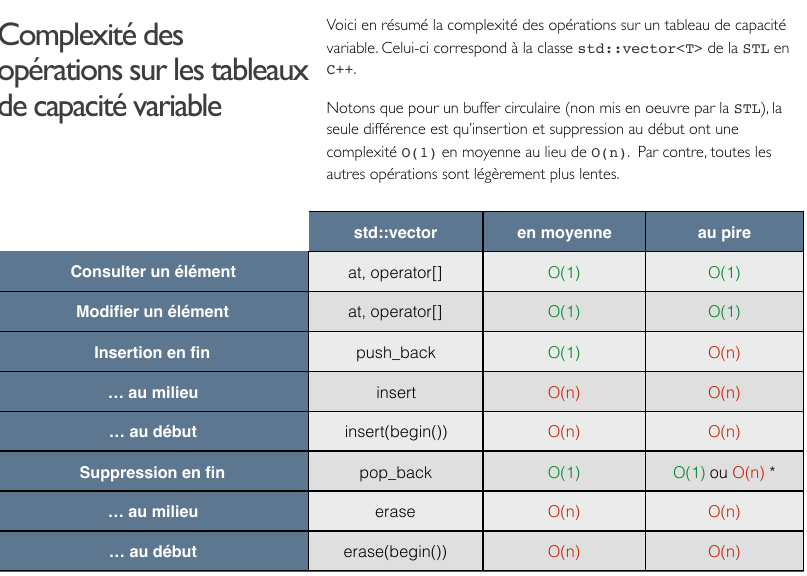 Complexité des
opérations sur les tableaux
de capacité variable
Voici en résumé la complexité des opérations sur un tableau de capacité
variable. Celui-ci correspond à la classe std::vector<T> de la STL en
C++.
Notons que pour un buffer circulaire (non mis en oeuvre par la STL), la
seule différence est qu'insertion et suppression au début ont une
complexité O(1) en moyenne au lieu de O(n). Par contre, toutes les
autres opérations sont légèrement plus lentes.
std::vector en moyenne au pire
Consulter un élément at, operator[] O(1) O(1)
Modifier un élément at, operator[] O(1) O(1)
Insertion en fin push_back O(1) O(n)
… au milieu insert O(n) O(n)
… au début insert(begin()) O(n) O(n)
Suppression en fin pop_back O(1) O(1) ou O(n) *
… au milieu erase O(n) O(n)
… au début erase(begin()) O(n) O(n)